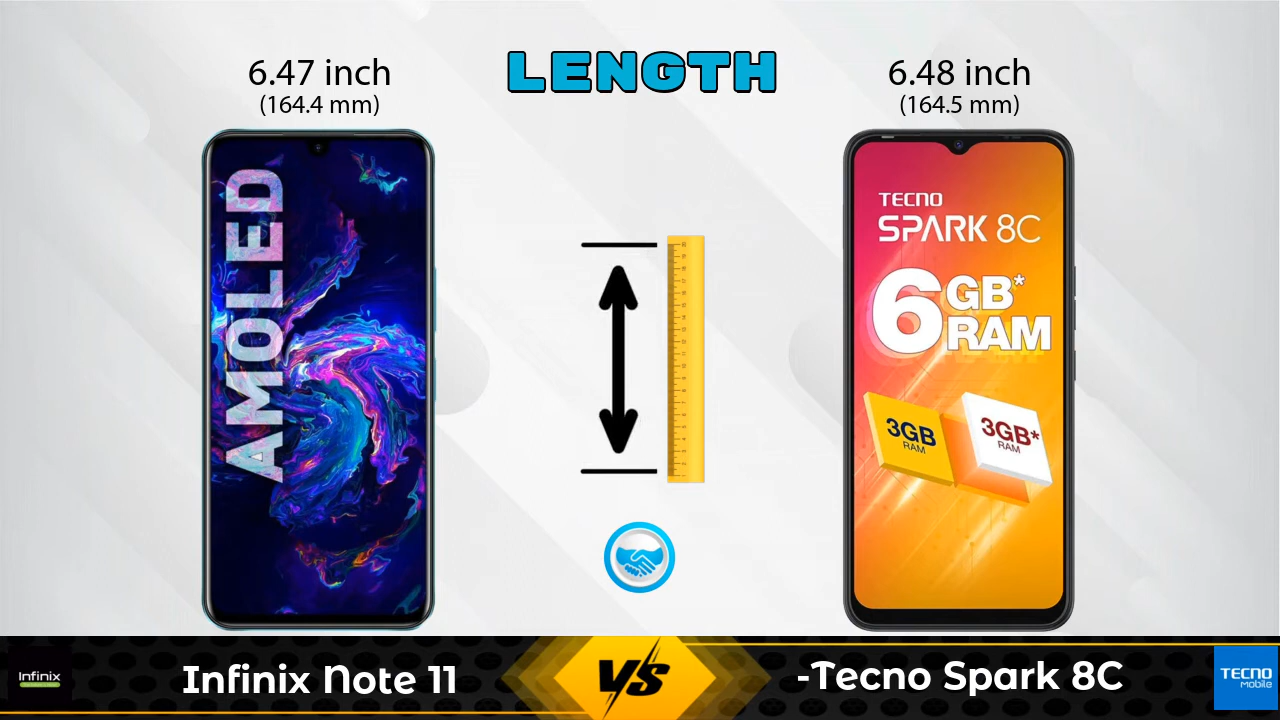 LENGTH
6.47 inch
(164.4 mm)
6.48 inch
(164.5 mm)
AMOLED
TECNO
SPARK 8C
6GB*
RAM
3GB
RAM
3GB*
RAM
Infinix
Infinix Note 11
VS
-Tecno Spark 8C
TECNO
mobile